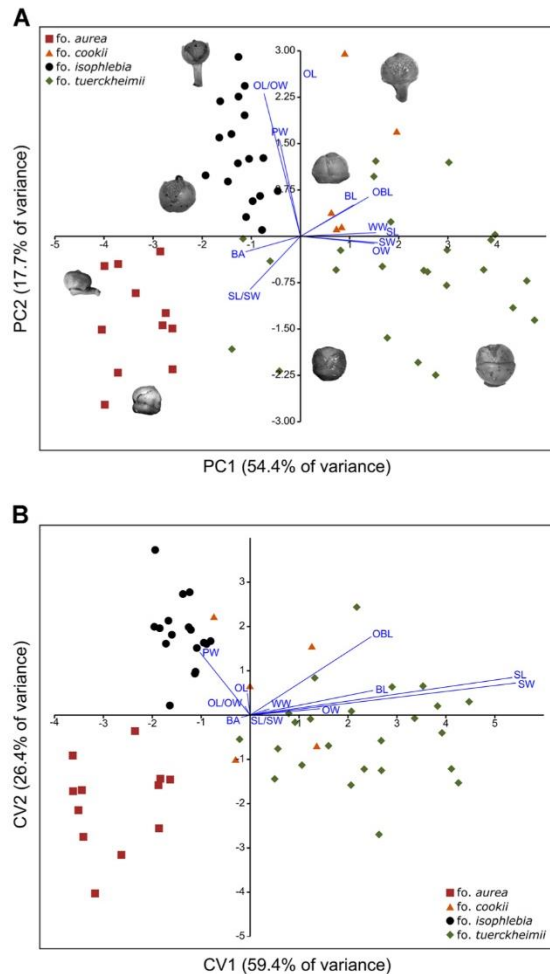 A
fo. aurea
fo. cookii
fo. isophlebia
fo. tuerckheimii
3.00
OL
OL/OW
2.25
PW
1.50
0.75
BL
OBL
WW
SL
SW
OW
BA
SL/SW
-5
-4
-3
-2
-1
1
2
3
4
-0.75
-1.50
-2.25
-3.00
PC2 (17.7% of variance)
PC1 (54.4% of variance)
B
3
2
1
OBL
PW
SL
SW
OL
BL
OL/OW
WW
OW
BA
SL/SW
-4
-3
-2
-1
1
2
3
4
5
-1
-2
-3
-4
-5
CV2 (26.4% of variance)
fo. aurea
fo. cookii
fo. isophlebia
fo. tuerckheimii
CV1 (59.4% of variance)